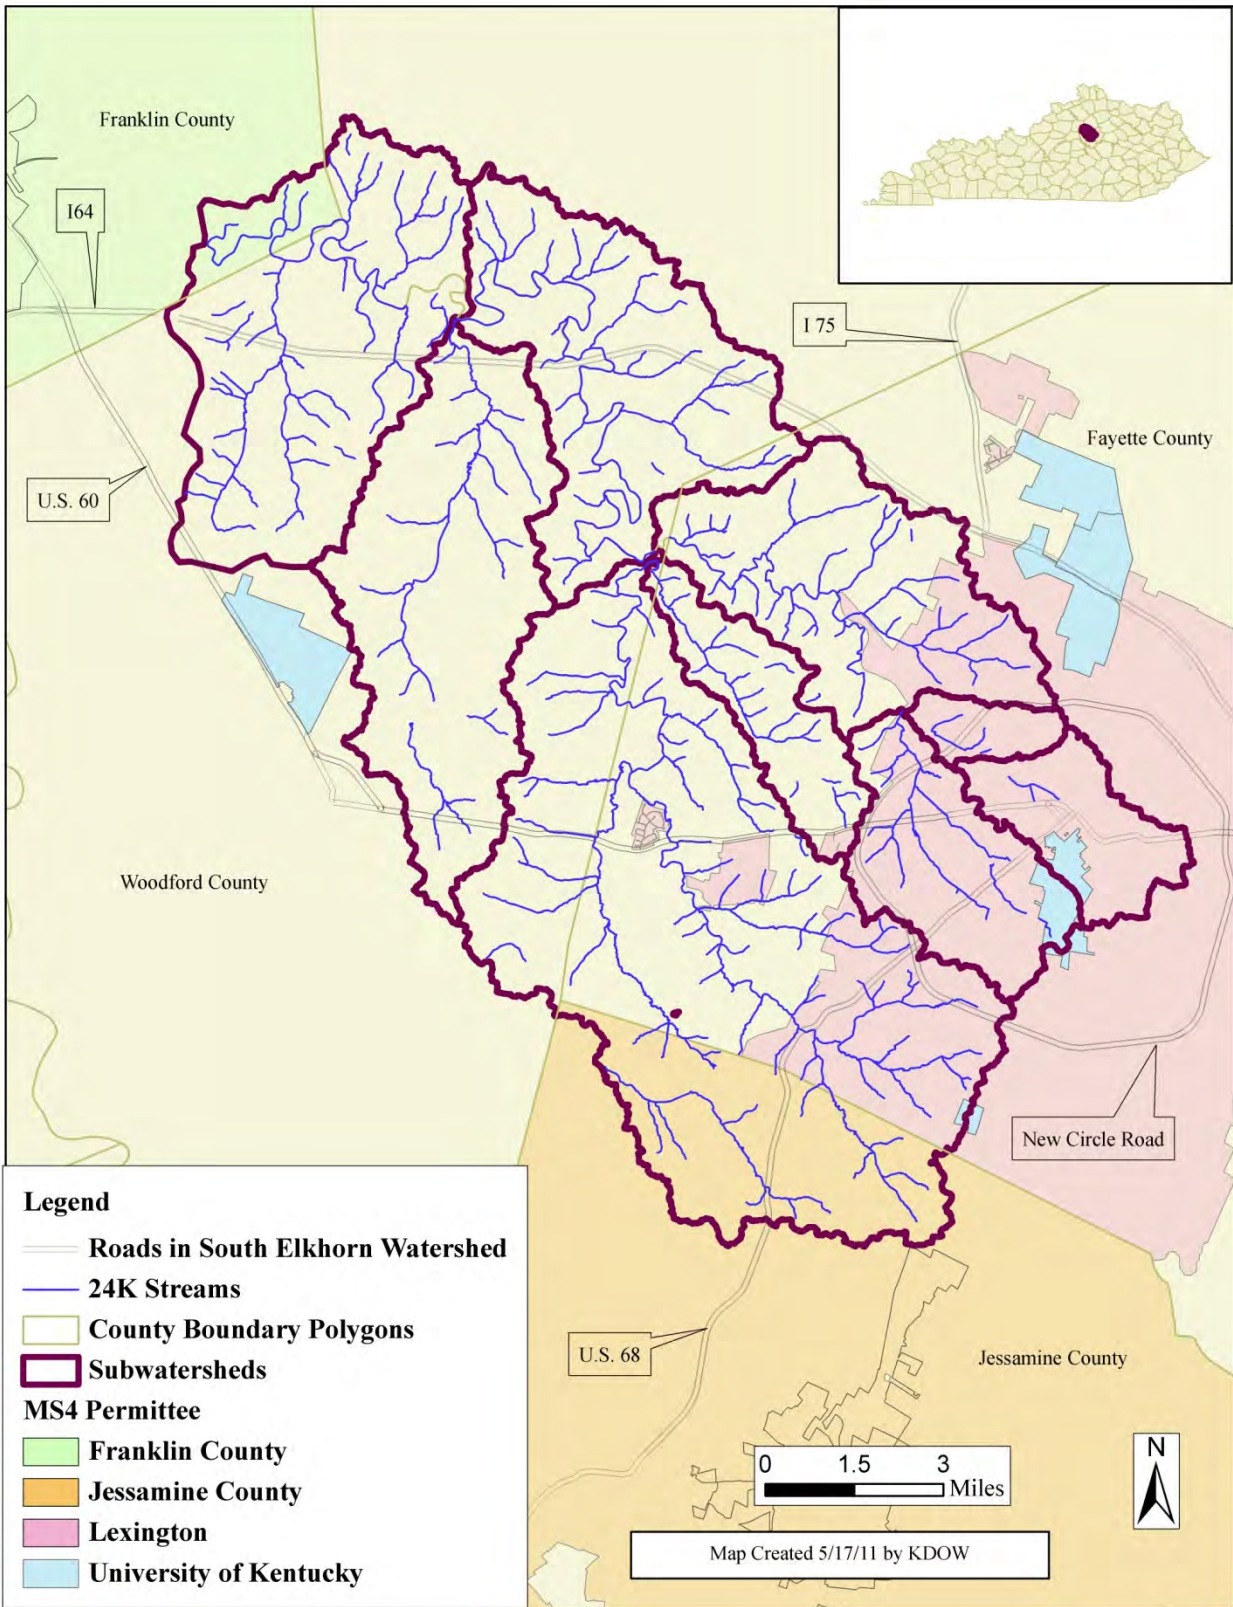 Franklin County
I64
I 75
Fayette County
U.S. 60
Woodford County
New Circle Road
U.S. 68
Jessamine County
Legend
Roads in South Elkhorn Watershed
24K Streams
County Boundary Polygons
Subwatersheds
MS4 Permittee
Franklin County
Jessamine County
Lexington
University of Kentucky
0 1.5 3
Miles
N
Map Created 5/17/11 by KDOW